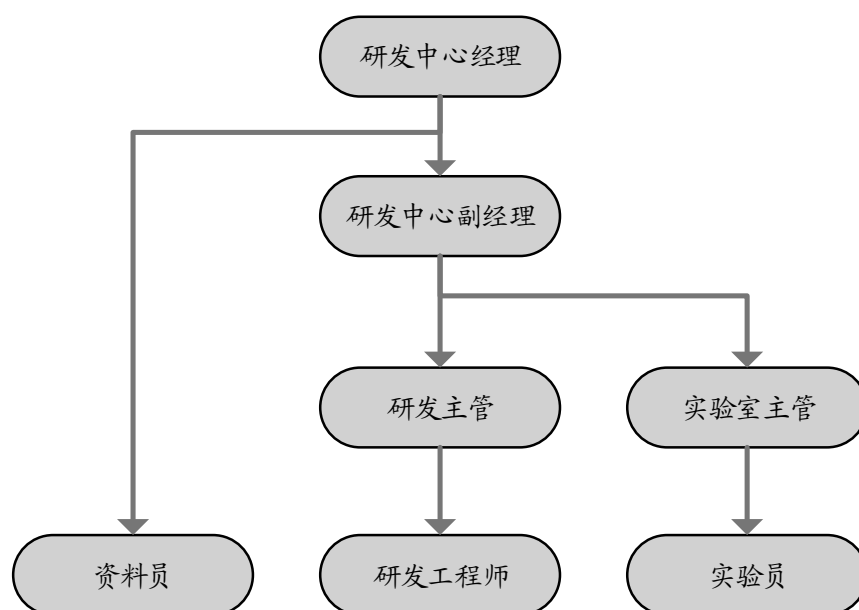 研发中心经理
研发中心副经理
研发主管
实验室主管
资料员
研发工程师
实验员